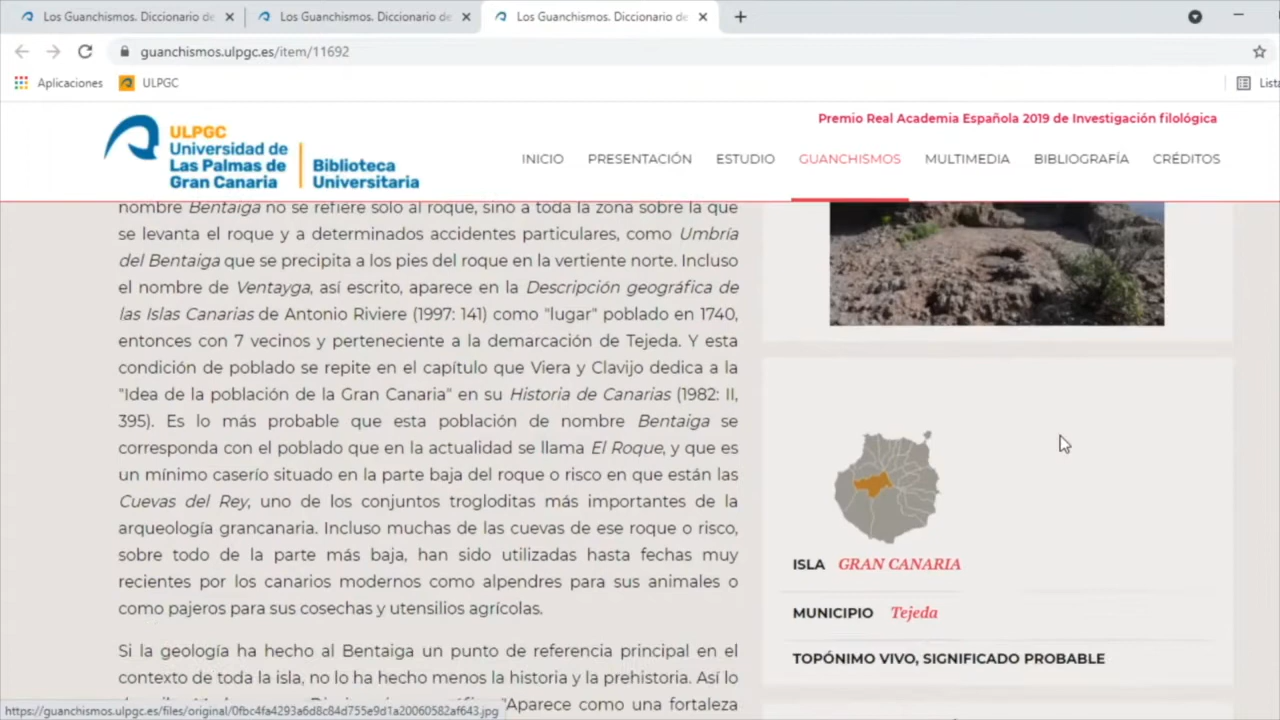 Los Guanchismos. Diccionario de
Los Guanchismos. Diccionario de
Los Guanchismos. Diccionario de
guanchismos.ulpgc.es/item/11692
Aplicaciones
ULPGC
Lista
Premio Real Academia Española 2019 de Investigación filológica
ULPGC
Universidad de
Las Palmas de
Gran Canaria
Biblioteca
Universitaria
INICIO PRESENTACIÓN ESTUDIO GUANCHISMOS MULTIMEDIA BIBLIOGRAFÍA CRÉDITOS
nombre Bentaiga no se refiere solo al roque, sino a toda la zona sobre la que
se levanta el roque y a determinados accidentes particulares, como Umbría
del Bentaiga que se precipita a los pies del roque en la vertiente norte. Incluso
el nombre de Ventayga, así escrito, aparece en la Descripción geográfica de
las Islas Canarias de Antonio Riviere (1997: 141) como "lugar" poblado en 1740,
entonces con 7 vecinos y perteneciente a la demarcación de Tejeda. Y esta
condición de poblado se repite en el capítulo que Viera y Clavijo dedica a la
"Idea de la población de la Gran Canaria" en su Historia de Canarias (1982: II,
395). Es lo más probable que esta población de nombre Bentaiga se
corresponda con el poblado que en la actualidad se llama El Roque, y que es
un mínimo caserío situado en la parte baja del roque o risco en que están las
Cuevas del Rey, uno de los conjuntos trogloditas más importantes de la
arqueología grancanaria. Incluso muchas de las cuevas de ese roque o risco,
sobre todo de la parte más baja, han sido utilizadas hasta fechas muy
recientes por los canarios modernos como alpendres para sus animales o
como pajeros para sus cosechas y utensilios agrícolas.
Si la geología ha hecho al Bentaiga un punto de referencia principal en el
contexto de toda la isla, no lo ha hecho menos la historia y la prehistoria. Así lo
"Aparece como una fortaleza
ISLA GRAN CANARIA
MUNICIPIO Tejeda
TOPÓNIMO VIVO, SIGNIFICADO PROBABLE
https://guanchismos.ulpgc.es/files/original/0fbc4fa4293a6d8c84d755e9d1a20060582af643.jpg